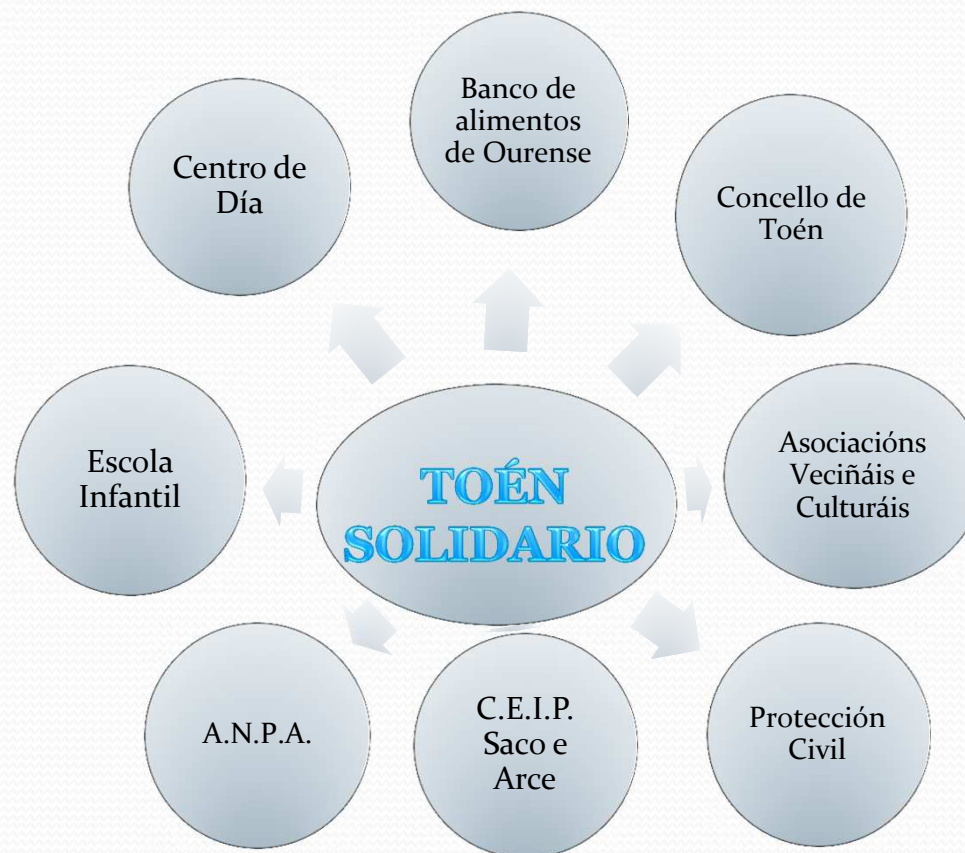 Banco de
alimentos
de Ourense
Centro de
Día
Concello de
Toén
Escola
Infantil
TOÉN
SOLIDARIO
Asociacións
Veciñáis e
Culturáis
A.N.P.A.
C.E.I.P.
Saco e
Arce
Protección
Civil